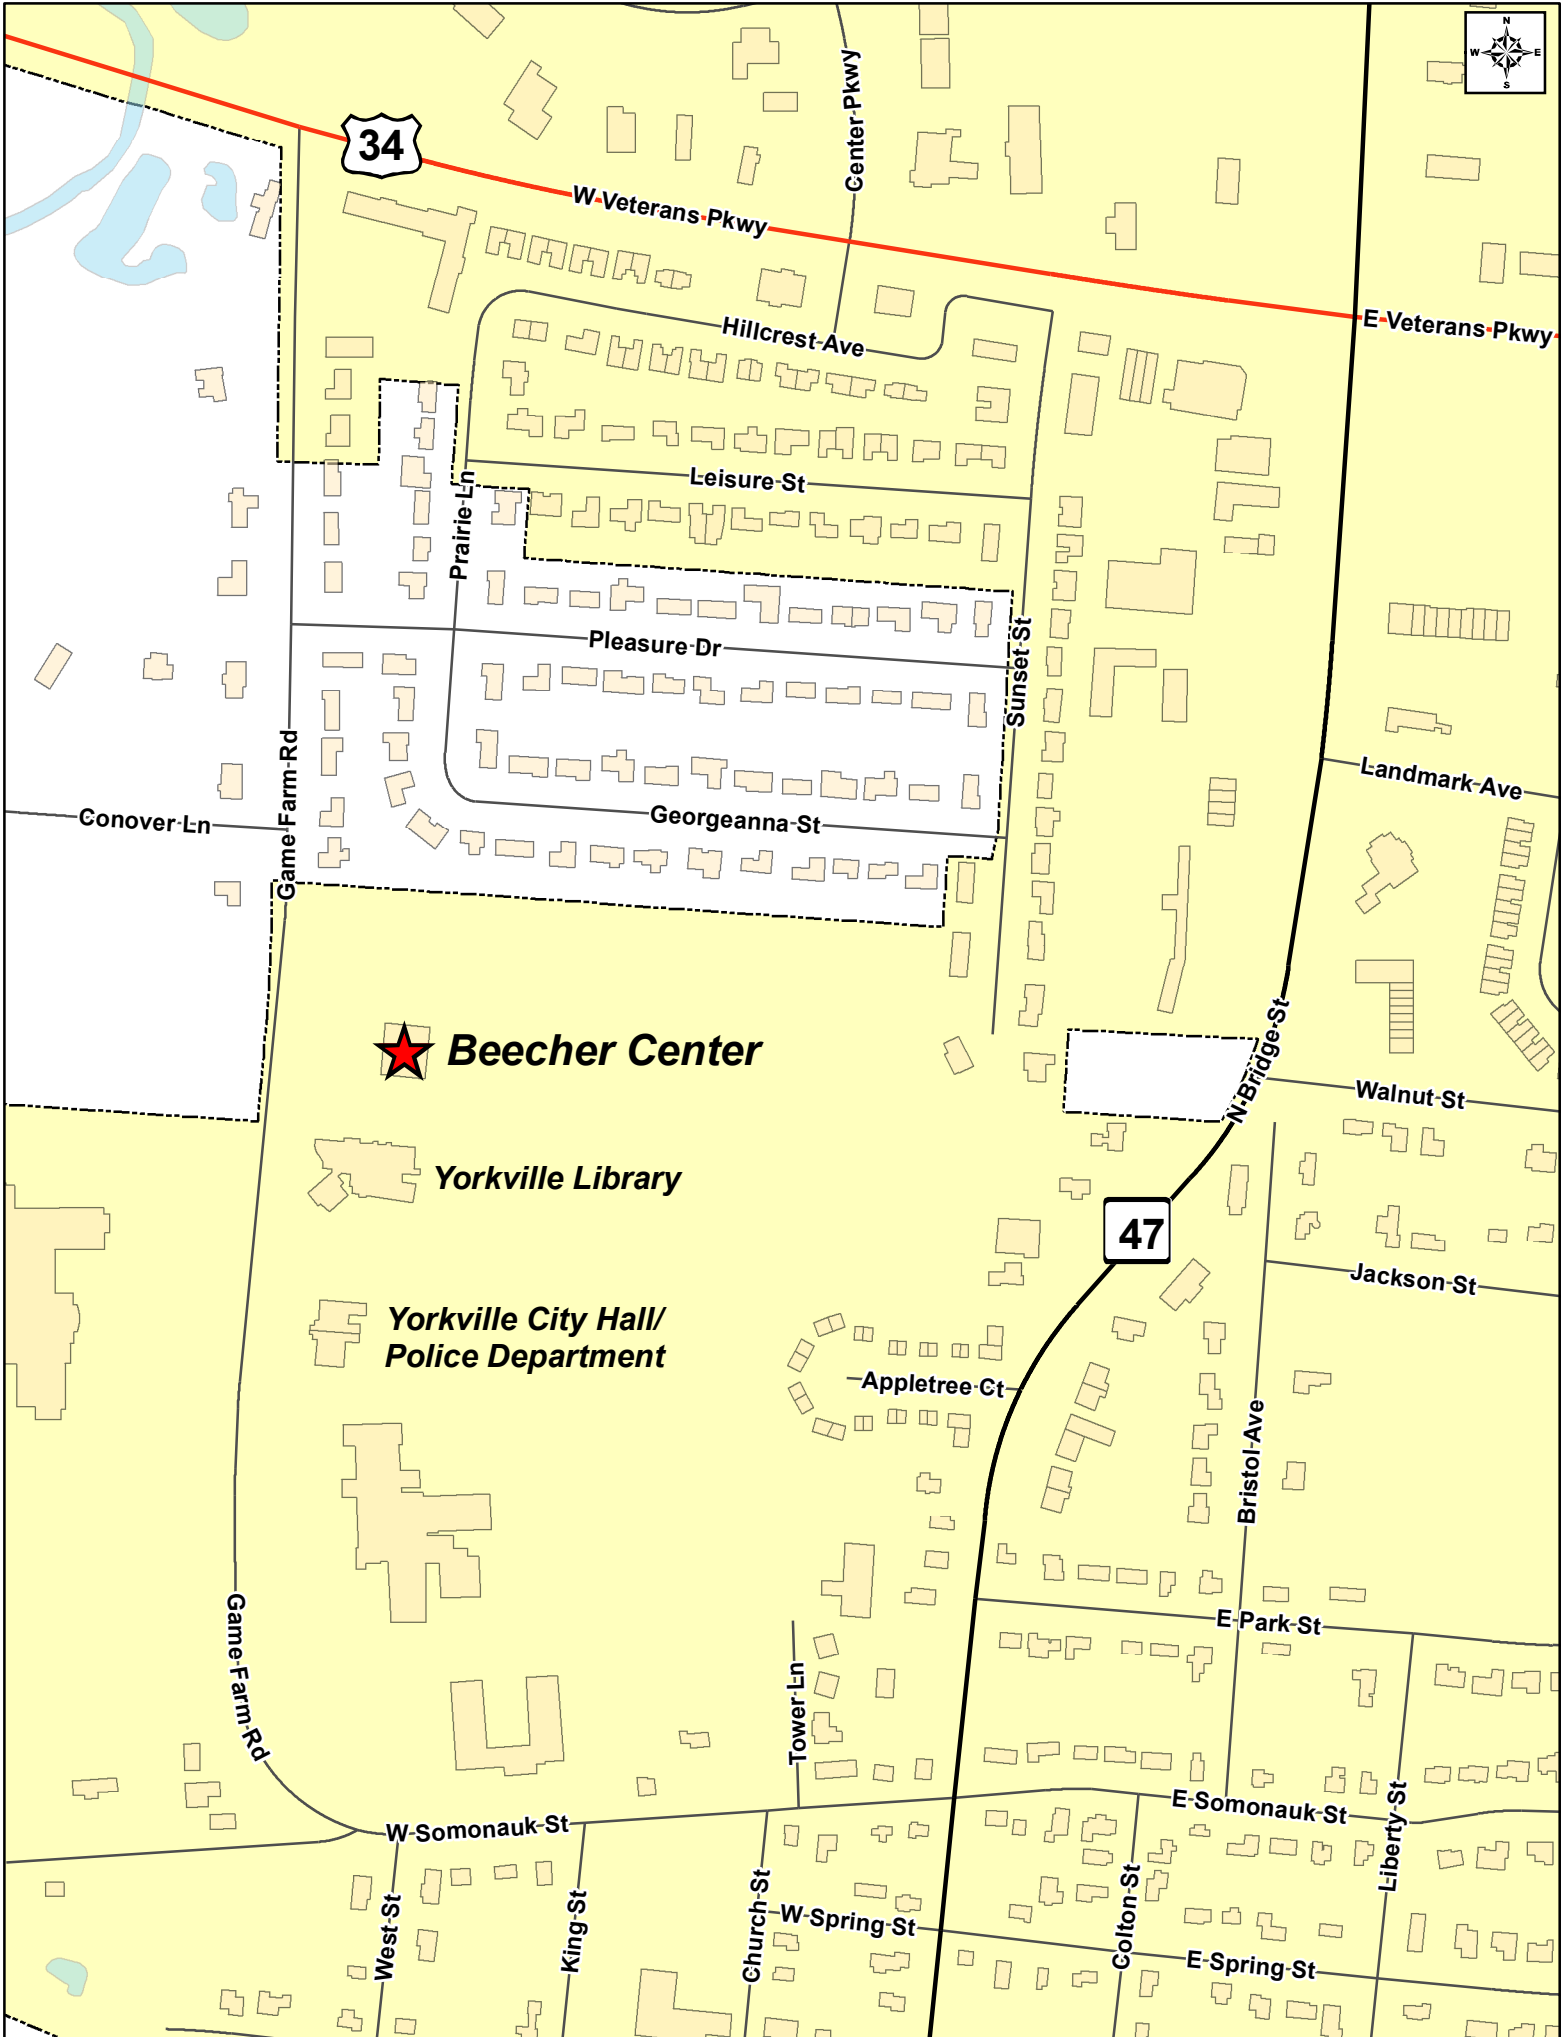 N
W E
S
Center Pkwy
34
W Veterans Pkwy
E Veterans Pkwy
Hillcrest Ave
Leisure St
Prairie Ln
Pleasure Dr
Sunset St
Game Farm Rd
Landmark Ave
Conover Ln
Georgeanna St
Beecher Center
N Bridge St
Walnut St
Yorkville Library
47
Jackson St
Yorkville City Hall/
Police Department
Appletree Ct
Bristol Ave
Game Farm Rd
E Park St
Tower Ln
E Somonauk St
W Somonauk St
Liberty St
West St
King St
Church St
W Spring St
Colton St
E Spring St